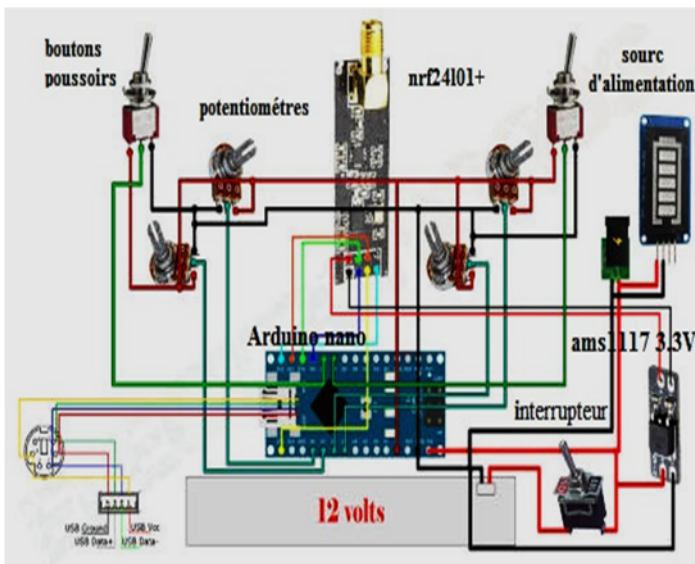 boutons
poussoirs
potentiométres
nrf24l01+
sourc
d'alimentation
Arduino nano
ams1117 3.3V
interrupteur
12 volts
USB Ground
USB Vcc
USB Data+
USB Data-